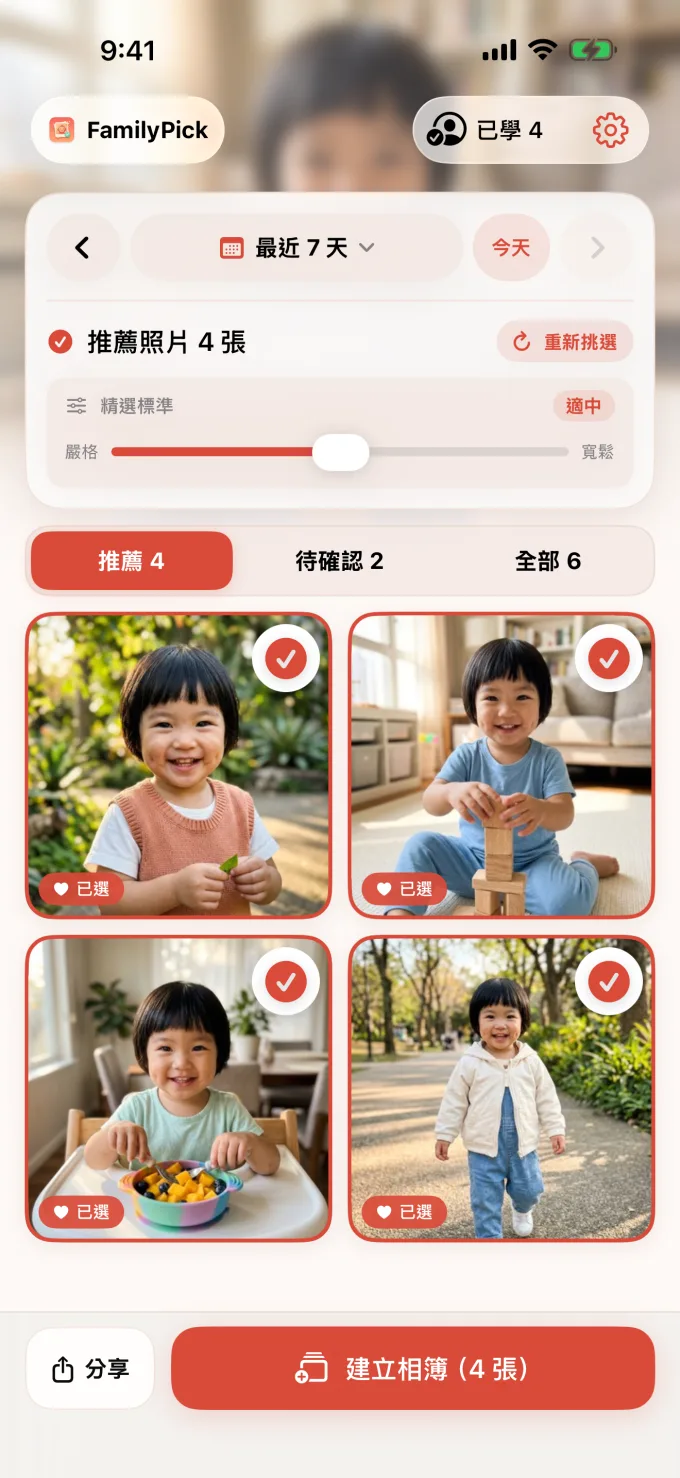 9:41
FamilyPick
已學 4
最近 7 天
今天
推薦照片 4 張
重新挑選
精選標準
適中
嚴格
寬鬆
推薦 4
待確認 2
全部 6
已選
已選
已選
已選
分享
建立相簿（4 張）